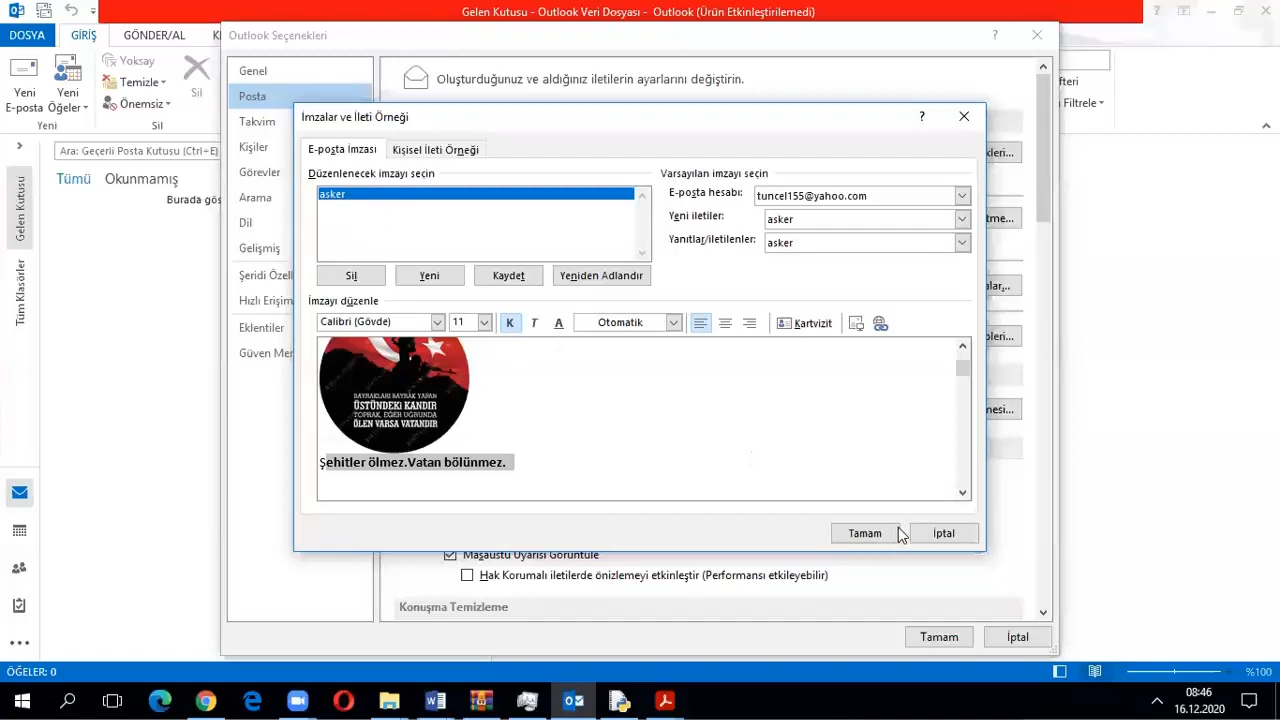 Gelen Kutusu - Outlook Veri Dosyası - Outlook (Ürün Etkinleştirilemedi)
DOSYA
GİRİŞ
GÖNDER/AL
Outlook Seçenekleri
Yeni E-posta
Yeni Öğeler
Yeni
Yoksay
Temizle
Önemsiz
Sil
Sil
Filtrele
Ara: Geçerli Posta Kutusu (Ctrl+E)
Tümü Okunmamış
Gelen Kutusu
Tüm Klasörler
Genel
Posta
Takvim
Kişiler
Görevler
Arama
Dil
Gelişmiş
Eklentiler
Oluşturduğunuz ve aldığınız iletilerin ayarlarını değiştirin.
İmzalar ve İleti Örneği
E-posta İmzası
Kişisel İleti Örneği
Düzenlenecek imzayı seçin
asker
Sil
Yeni
Kaydet
Yeniden Adlandır
Varsayılan imzayı seçin
E-posta hesabı:
tuncel155@yahoo.com
Yeni iletiler:
asker
Yanıtlar/iletilenler:
asker
İmzayı düzenle
Calibri (Gövde)
11
K T A
Otomatik
Kartvizit
BAYRAKLARI BAYRAK YAPAN
ÜSTÜNDEKİ KANDIR
TOPRAK, EĞER UĞRUNDA
ÖLEN VARSA VATANDIR
Şehitler ölmez.Vatan bölünmez.
Tamam
İptal
Masaüstü Uyarısı Görüntüle
Hak Korumalı iletilerde önizlemeyi etkinleştir (Performansı etkileyebilir)
Konuşma Temizleme
Tamam
İptal
ÖĞELER: 0
%100
08:46
16.12.2020